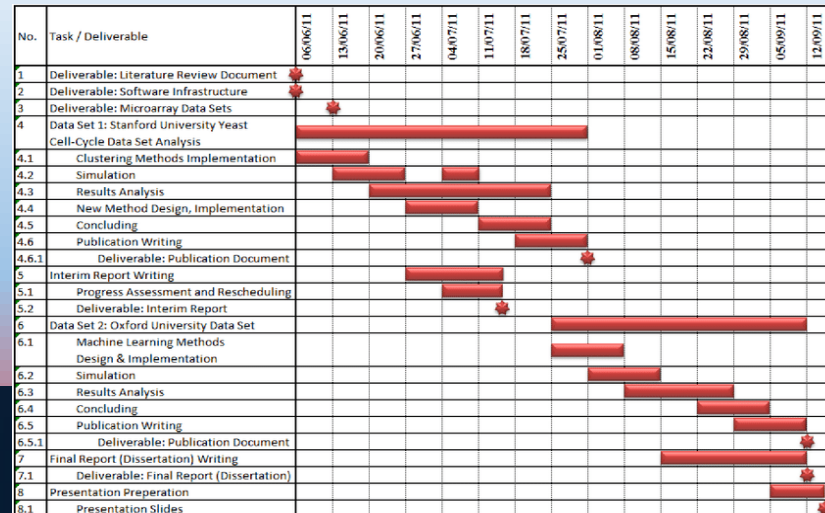 No. Task / Deliverable 06/06/11 13/06/11 20/06/11 27/06/11 04/07/11 11/07/11 18/07/11 25/07/11 01/08/11 08/08/11 15/08/11 22/08/11 29/08/11 05/09/11 12/09/11
1 Deliverable: Literature Review Document
2 Deliverable: Software Infrastructure
3 Deliverable: Microarray Data Sets
4 Data Set 1: Stanford University Yeast
Cell-Cycle Data Set Analysis
4.1 Clustering Methods Implementation
4.2 Simulation
4.3 Results Analysis
4.4 New Method Design, Implementation
4.5 Concluding
4.6 Publication Writing
4.6.1 Deliverable: Publication Document
5 Interim Report Writing
5.1 Progress Assessment and Rescheduling
5.2 Deliverable: Interim Report
6 Data Set 2: Oxford University Data Set
6.1 Machine Learning Methods
Design & Implementation
6.2 Simulation
6.3 Results Analysis
6.4 Concluding
6.5 Publication Writing
6.5.1 Deliverable: Publication Document
7 Final Report (Dissertation) Writing
7.1 Deliverable: Final Report (Dissertation)
8 Presentation Preperation
8.1 Presentation Slides